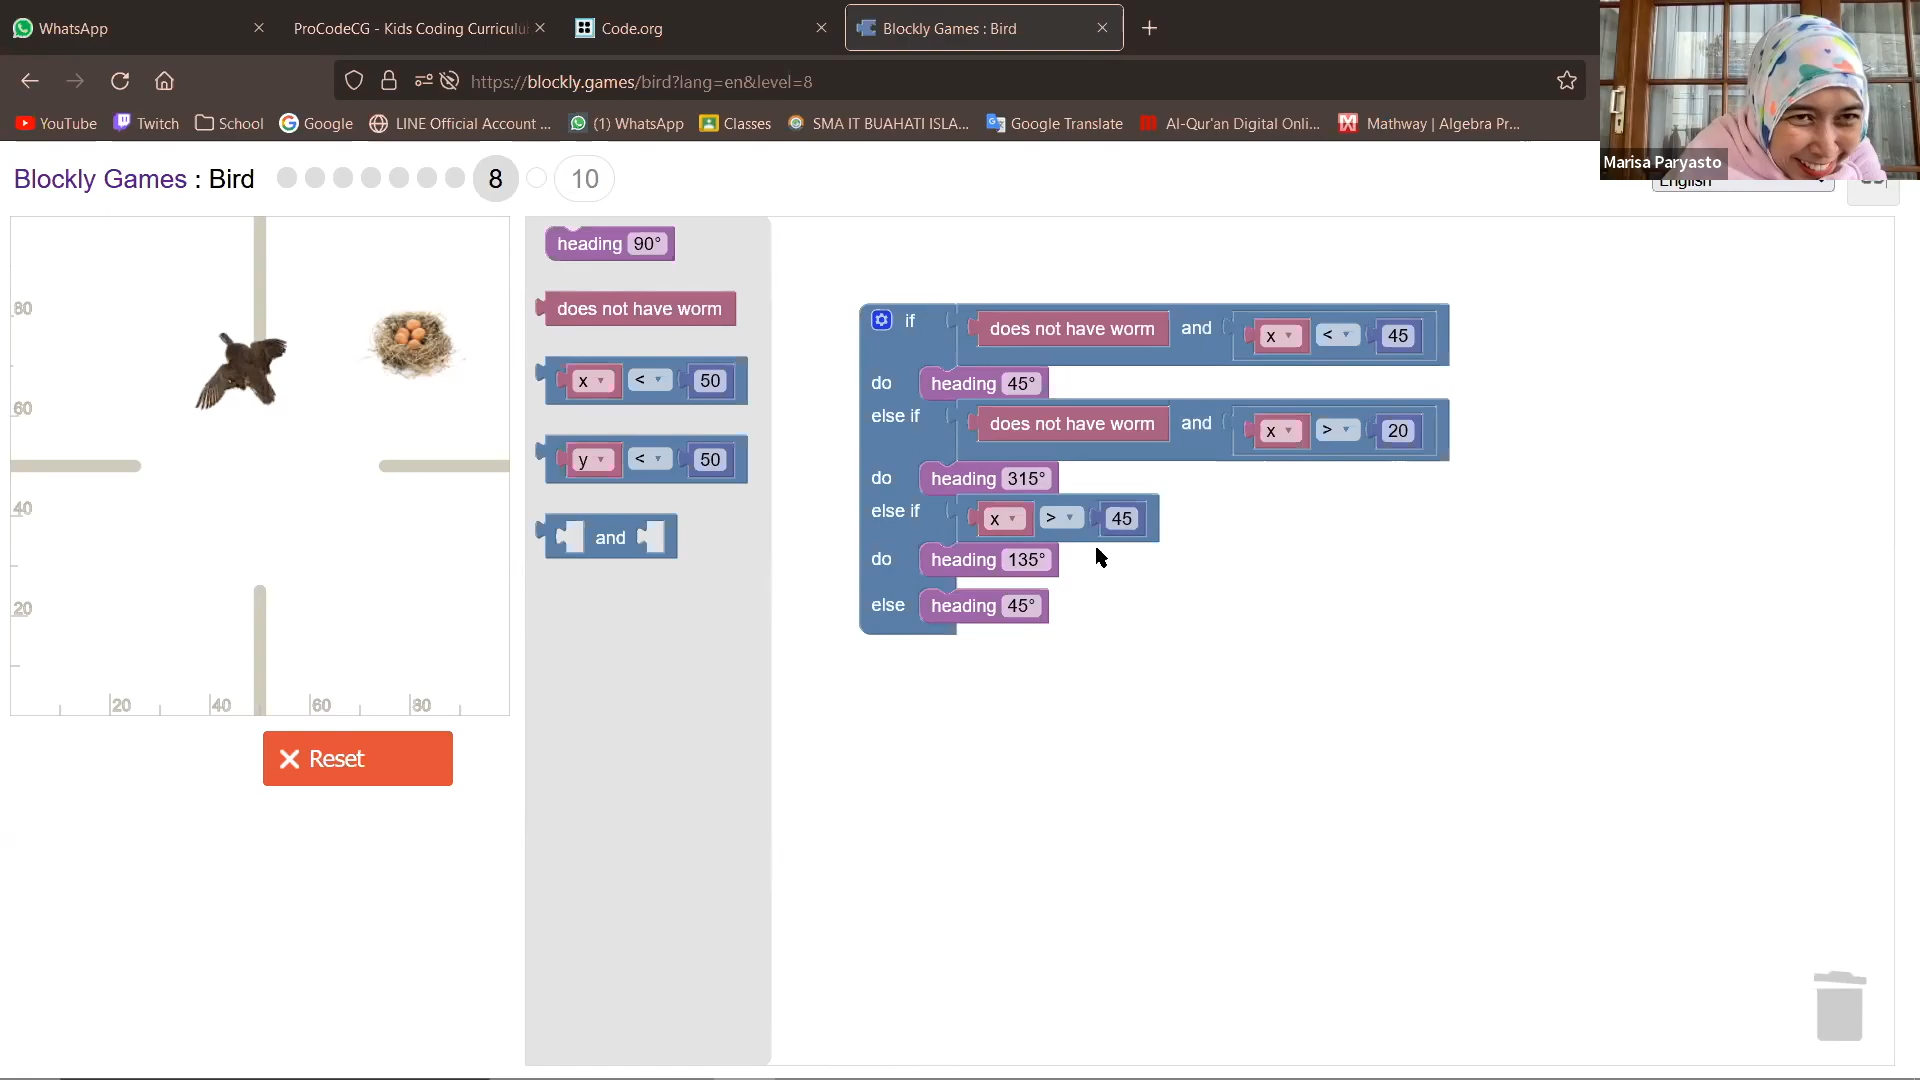 WhatsApp
ProCodeCG - Kids Coding Curriculu
Code.org
Blockly Games : Bird
https://blockly.games/bird?lang=en&level=8
YouTube
Twitch
School
Google
LINE Official Account ...
(1) WhatsApp
Classes
SMA IT BUAHATI ISLA...
Google Translate
Al-Qur'an Digital Onli...
Mathway | Algebra Pr...
Marisa Paryasto
Blockly Games : Bird
8
10
English
80
60
40
20
20
40
60
80
Reset
heading 90°
does not have worm
x < 50
y < 50
and
if does not have worm and x < 45
do heading 45°
else if does not have worm and x > 20
do heading 315°
else if x > 45
do heading 135°
else heading 45°